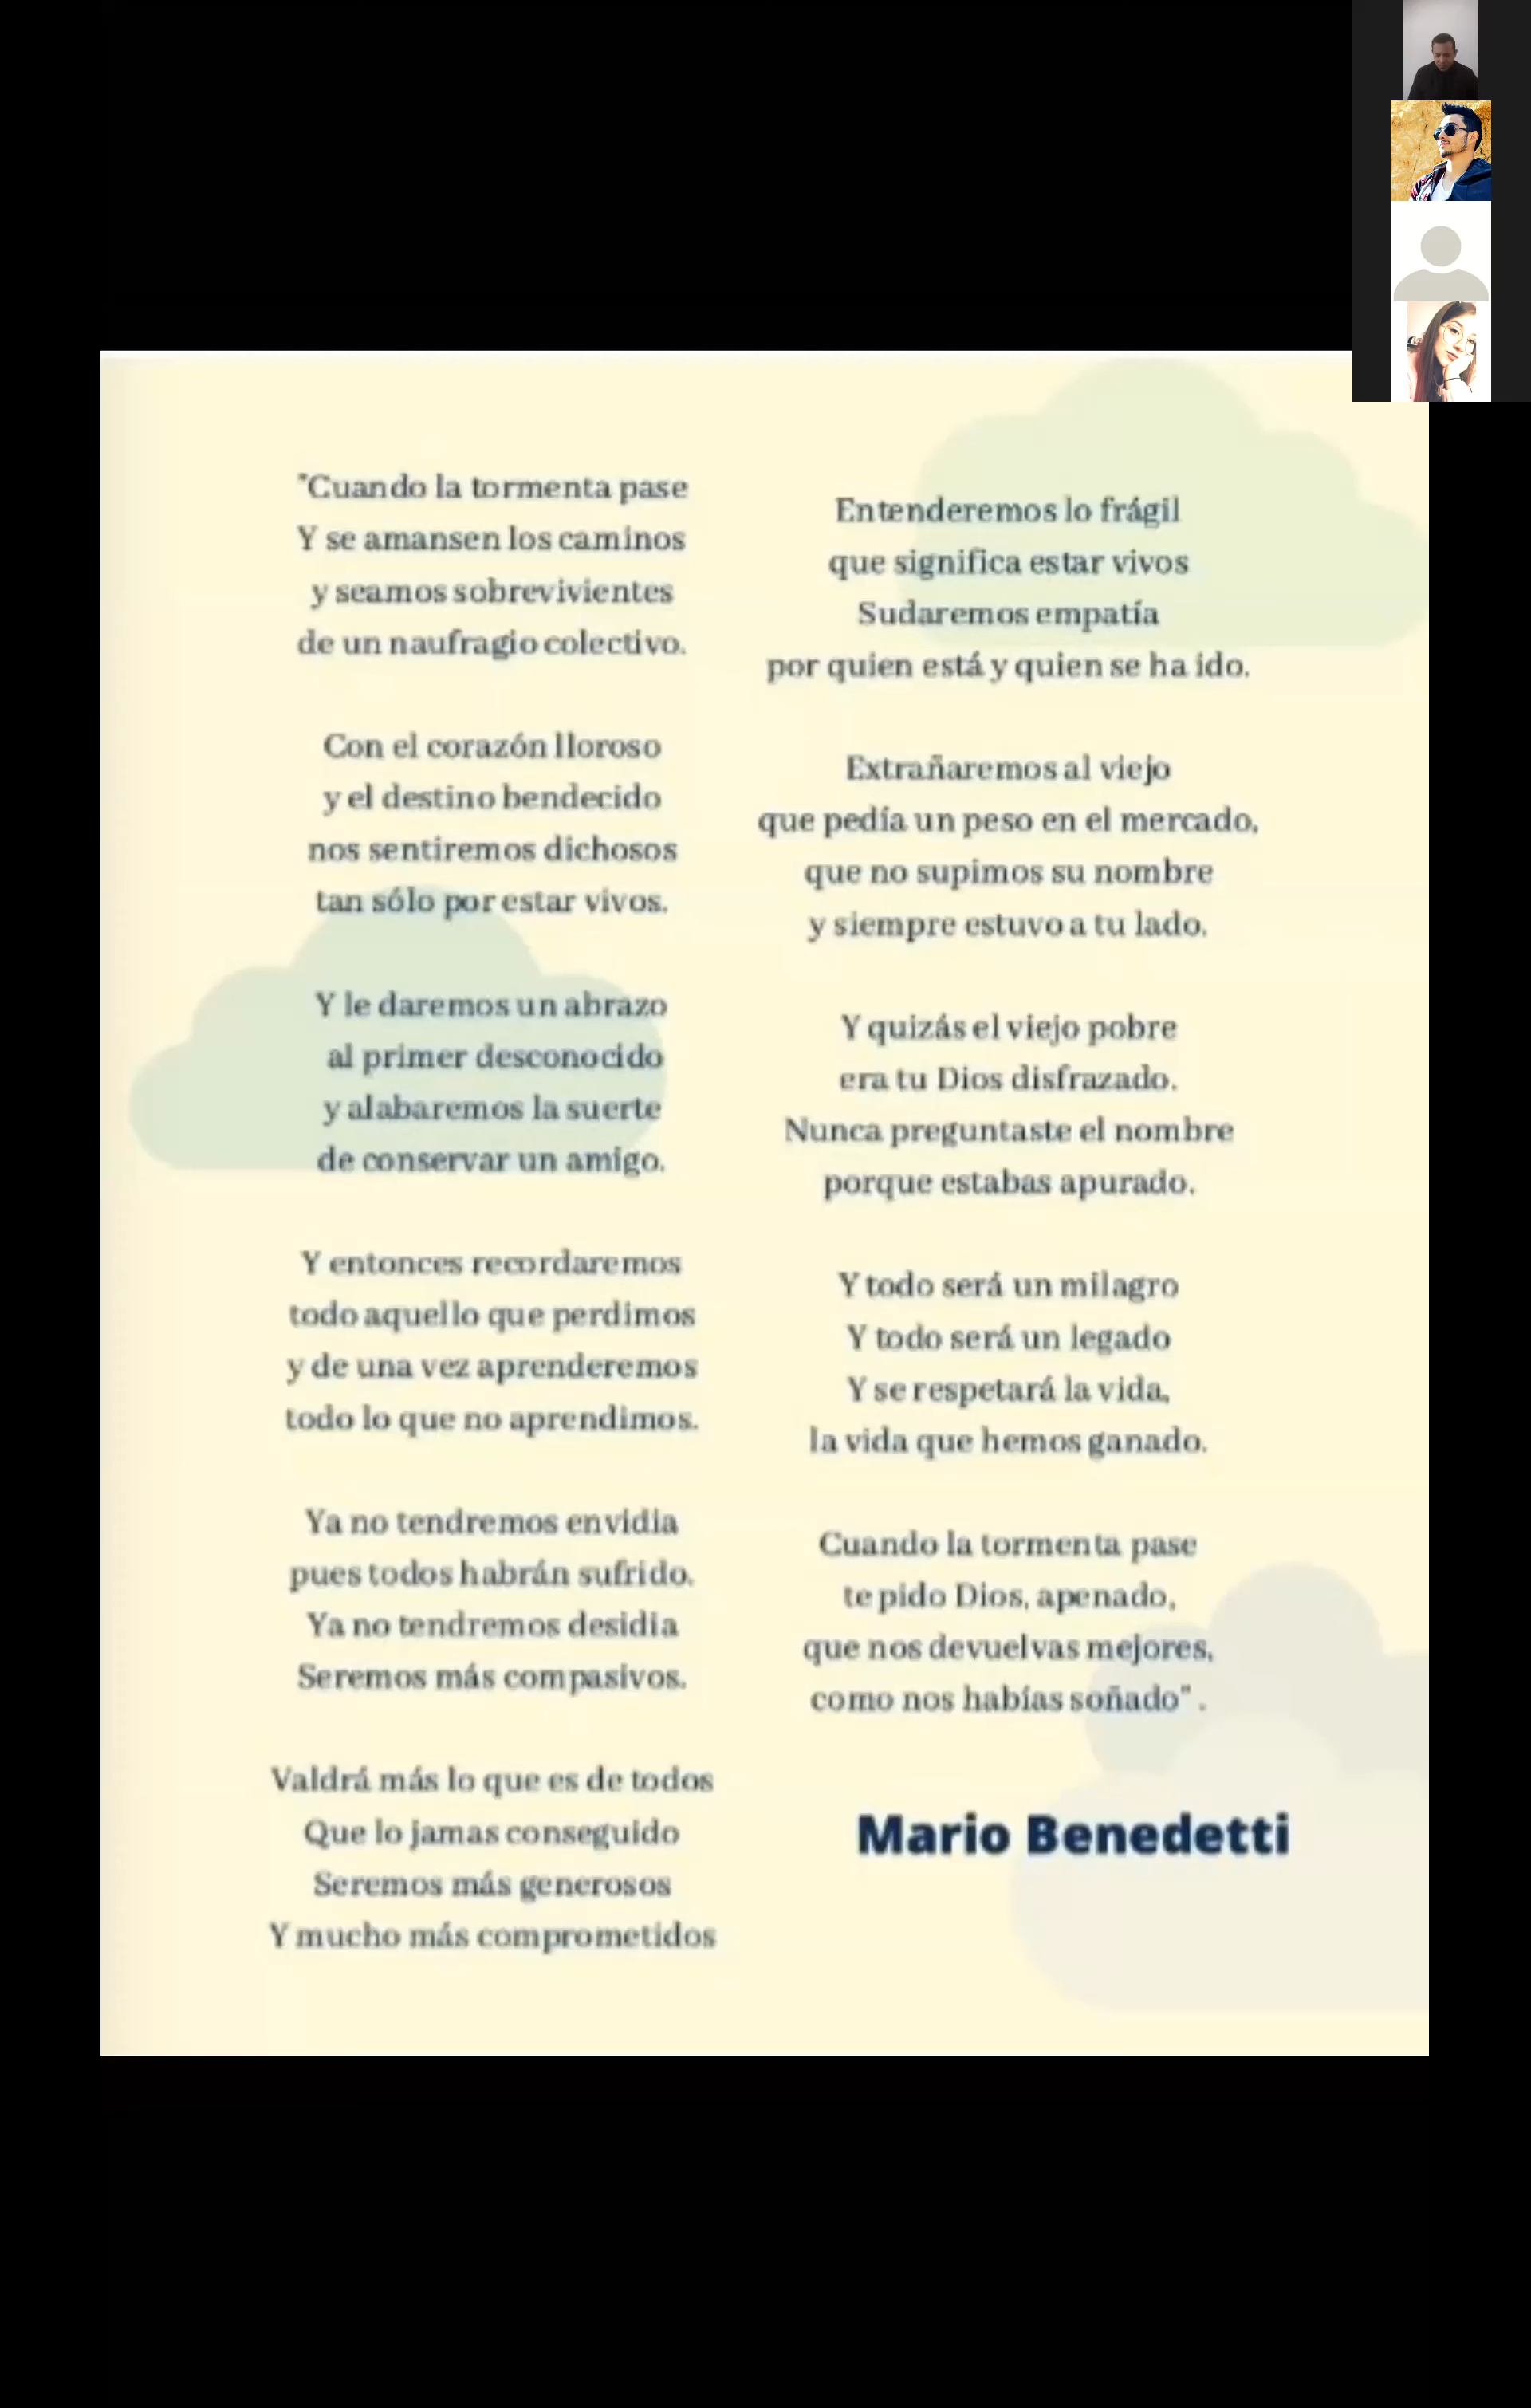 "Cuando la tormenta pase
Y se amansen los caminos
y seamos sobrevivientes
de un naufragio colectivo.
Con el corazón lloroso
y el destino bendecido
nos sentiremos dichosos
tan sólo por estar vivos.
Y le daremos un abrazo
al primer desconocido
y alabaremos la suerte
de conservar un amigo.
Y entonces recordaremos
todo aquello que perdimos
y de una vez aprenderemos
todo lo que no aprendimos.
Ya no tendremos envidia
pues todos habrán sufrido.
Ya no tendremos desidia
Seremos más compasivos.
Valdrá más lo que es de todos
Que lo jamas conseguido
Seremos más generosos
Y mucho más comprometidos
Entenderemos lo frágil
que significa estar vivos
Sudaremos empatía
por quien está y quien se ha ido.
Extrañaremos al viejo
que pedía un peso en el mercado,
que no supimos su nombre
y siempre estuvo a tu lado.
Y quizás el viejo pobre
era tu Dios disfrazado.
Nunca preguntaste el nombre
porque estabas apurado.
Y todo será un milagro
Y todo será un legado
Y se respetará la vida,
la vida que hemos ganado.
Cuando la tormenta pase
te pido Dios, apenado,
que nos devuelvas mejores,
como nos habías soñado" .
Mario Benedetti